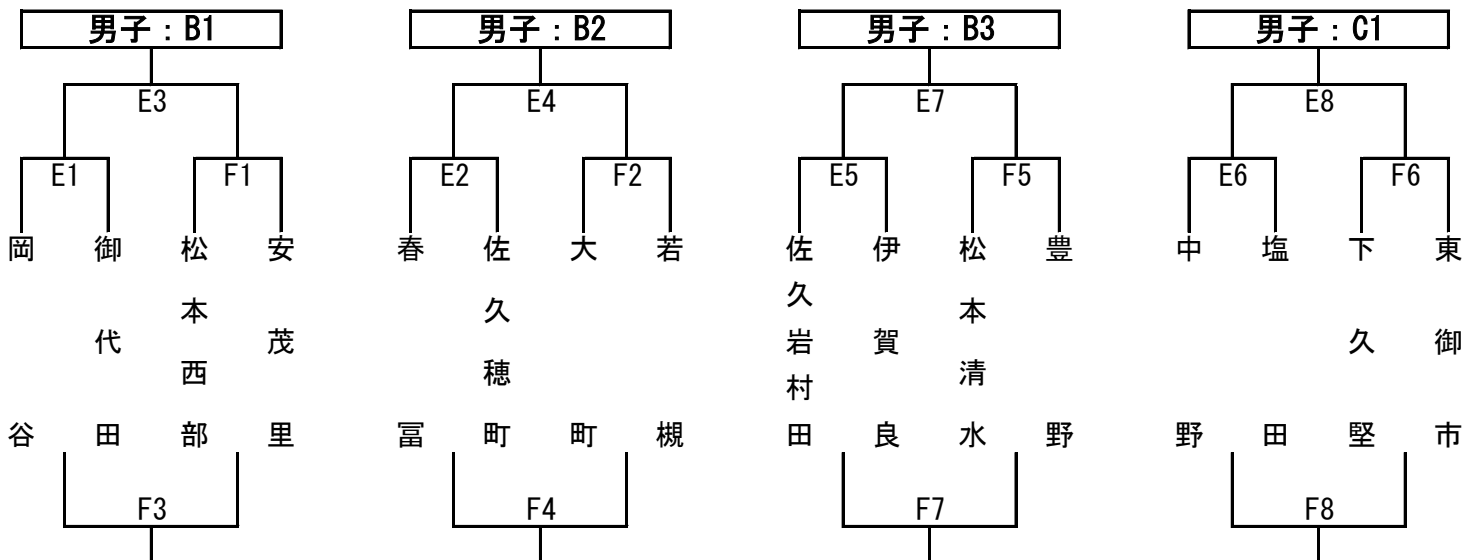 男子：B1
男子：B2
男子：B3
男子：C1
E3
E4
E7
E8
E1
F1
E2
F2
E5
F5
E6
F6
岡谷
御代田
松本西部
安茂里
春冨
佐久穂町
大町
若槻
佐久岩村田
伊賀良
松本清水
豊野
中野
塩田
下久堅
東御市
F3
F4
F7
F8